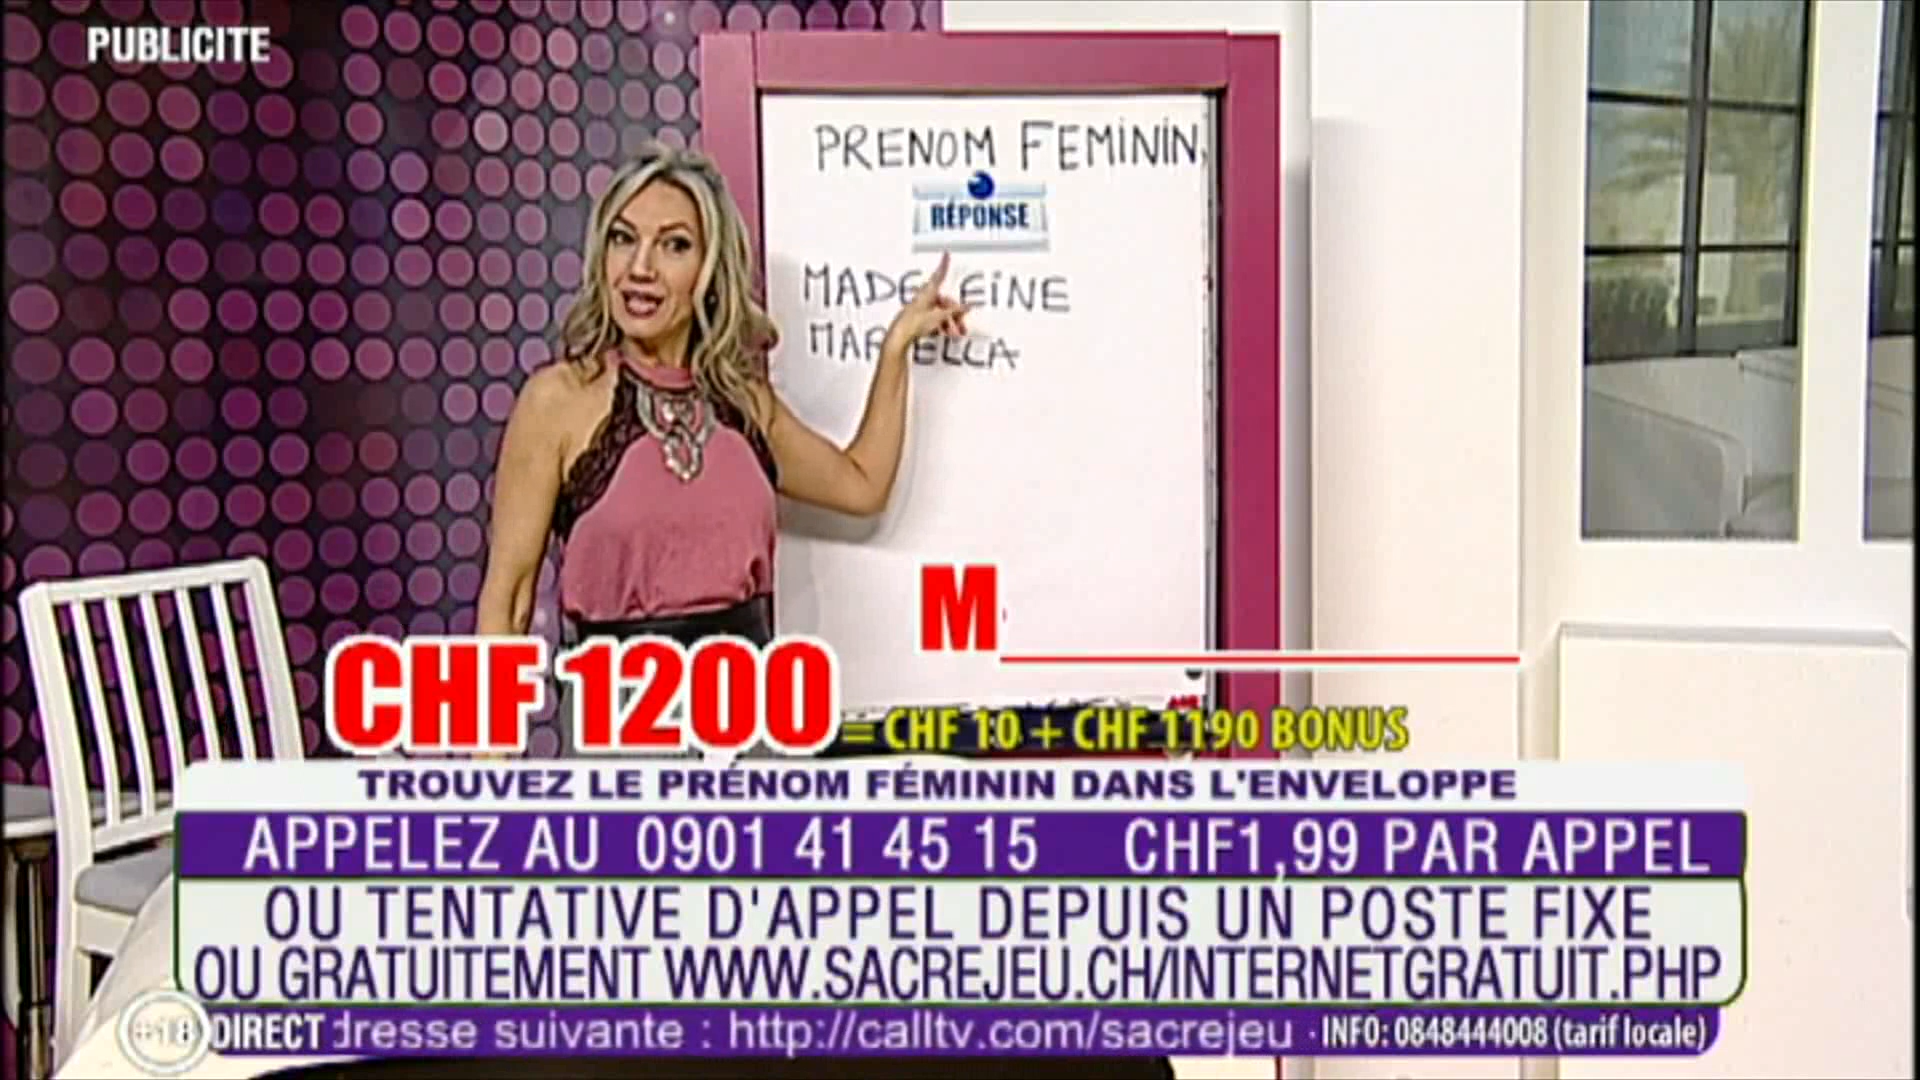 PUBLICITE
PRENOM FEMININ,
RÉPONSE
MADELEINE
MARCELLA
M
CHF 1200 = CHF 10 + CHF 1190 BONUS
TROUVEZ LE PRÉNOM FÉMININ DANS L'ENVELOPPE
APPELEZ AU 0901 41 45 15 CHF1,99 PAR APPEL
OU TENTATIVE D'APPEL DEPUIS UN POSTE FIXE
OU GRATUITEMENT WWW.SACREJEU.CH/INTERNETGRATUIT.PHP
+18 DIRECT dresse suivante : http://calltv.com/sacrejeu · INFO: 0848444008 (tarif locale)